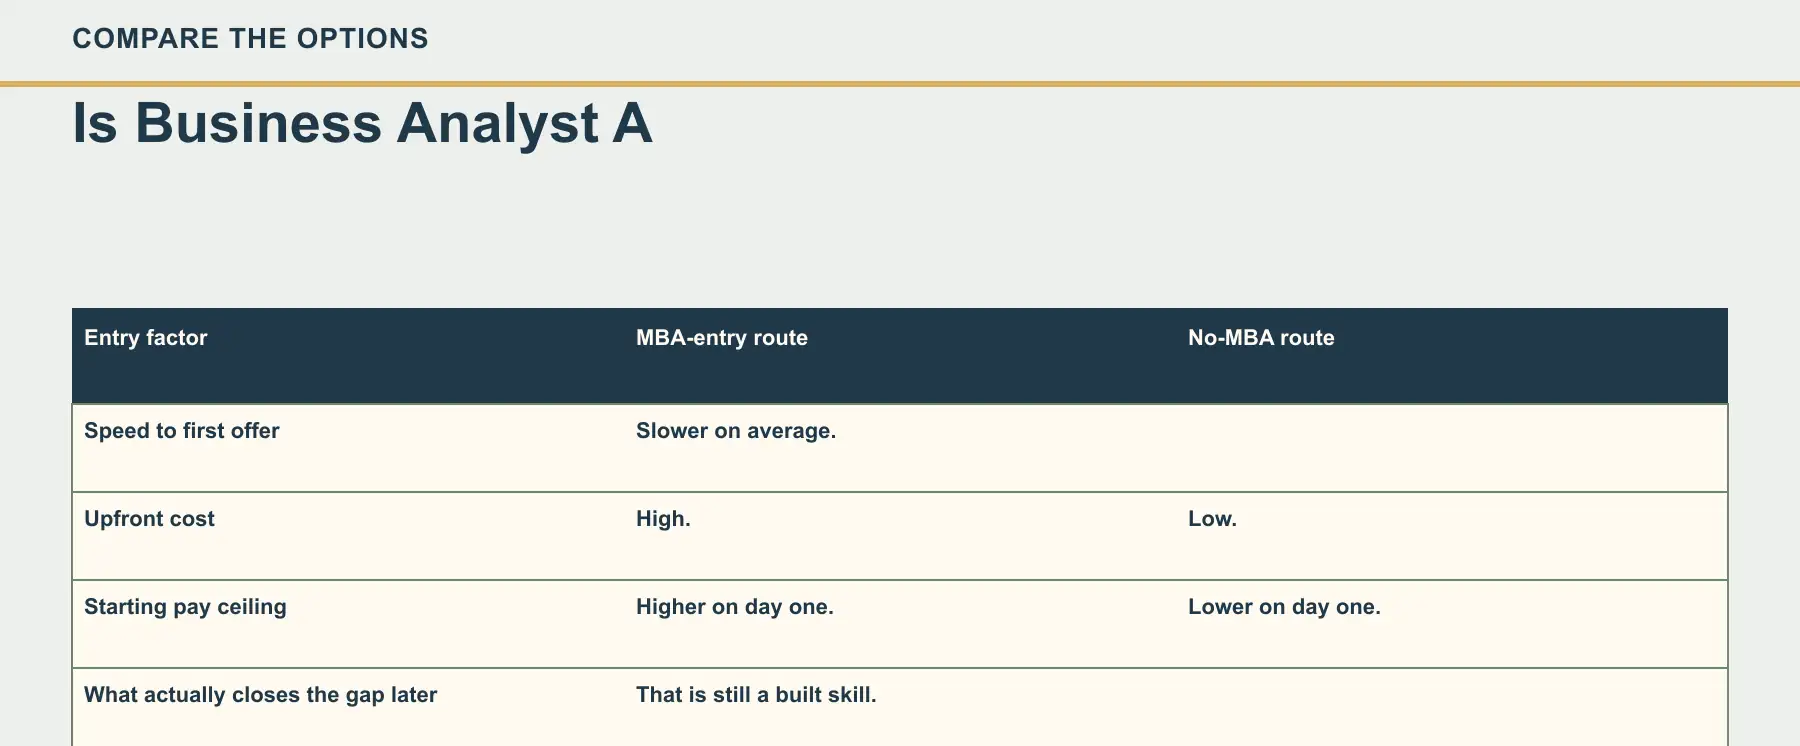 COMPARE THE OPTIONS
Is Business Analyst A
Entry factor MBA-entry route No-MBA route
Speed to first offer Slower on average.
Upfront cost High. Low.
Starting pay ceiling Higher on day one. Lower on day one.
What actually closes the gap later That is still a built skill.